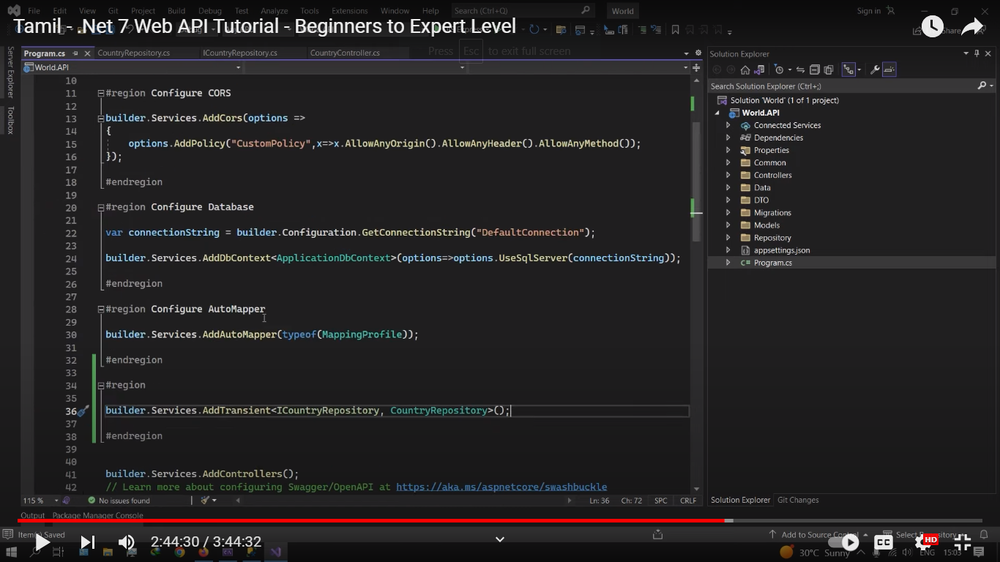 File Edit View Git Project Build Debug Test Analyze Tools Extensions Window Help Search (Ctrl+Q) World Sign in
Tamil - .Net 7 Web API Tutorial - Beginners to Expert Level
Share
Press Esc to exit full screen
Server Explorer
Toolbox
Program.cs CountryRepository.cs ICountryRepository.cs CountryController.cs
World.API
10
11 #region Configure CORS
12
13 builder.Services.AddCors(options =>
14 {
15 options.AddPolicy("CustomPolicy",x=>x.AllowAnyOrigin().AllowAnyHeader().AllowAnyMethod());
16 });
17
18 #endregion
19
20 #region Configure Database
21
22 var connectionString = builder.Configuration.GetConnectionString("DefaultConnection");
23
24 builder.Services.AddDbContext<ApplicationDbContext>(options=>options.UseSqlServer(connectionString));
25
26 #endregion
27
28 #region Configure AutoMapper
29
30 builder.Services.AddAutoMapper(typeof(MappingProfile));
31
32 #endregion
33
34 #region
35
36 builder.Services.AddTransient<ICountryRepository, CountryRepository>();
37
38 #endregion
39
40
41 builder.Services.AddControllers();
42 // Learn more about configuring Swagger/OpenAPI at https://aka.ms/aspnetcore/swashbuckle
115 % No issues found Ln: 36 Ch: 72 SPC CRLF
Output Package Manager Console
Solution Explorer
Search Solution Explorer (Ctrl+;)
Solution 'World' (1 of 1 project)
World.API
Connected Services
Dependencies
Properties
Common
Controllers
Data
DTO
Migrations
Models
Repository
appsettings.json
C# Program.cs
Solution Explorer Git Changes
Item(s) Saved
Add to Source Control Select Repository
2:44:30 / 3:44:32
CC HD
30°C Sunny ENG 15:03